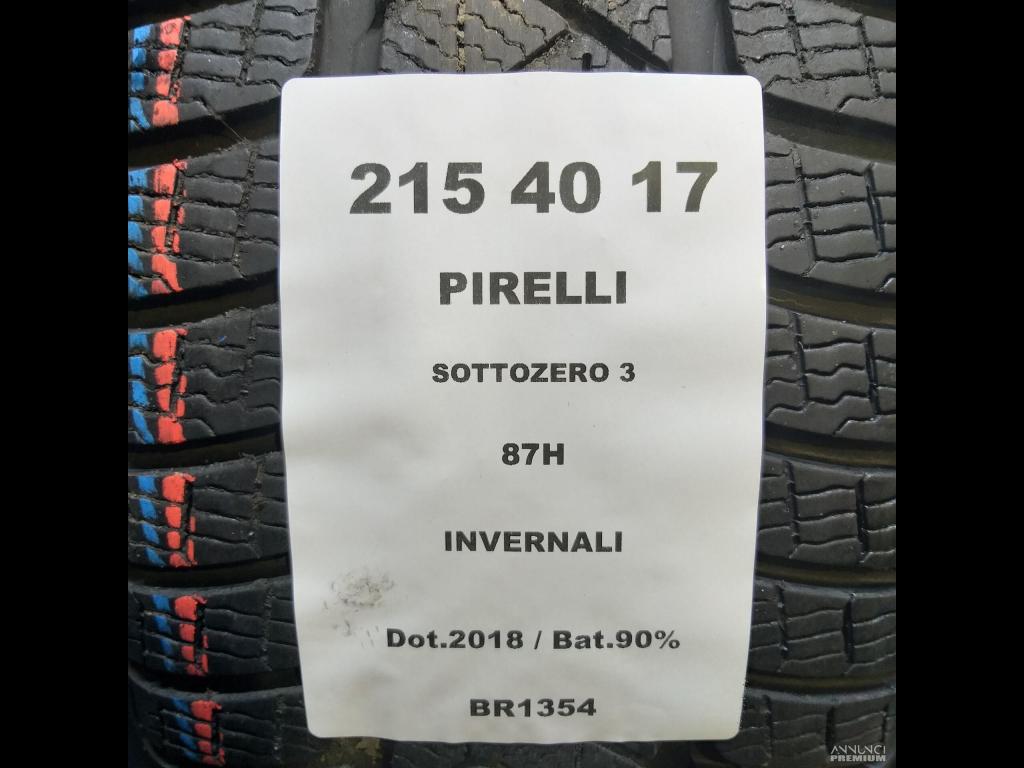 215 40 17
PIRELLI
SOTTOZERO 3
87H
INVERNALI
Dot.2018 / Bat.90%
BR1354
ANNUNCI
PREMIUM